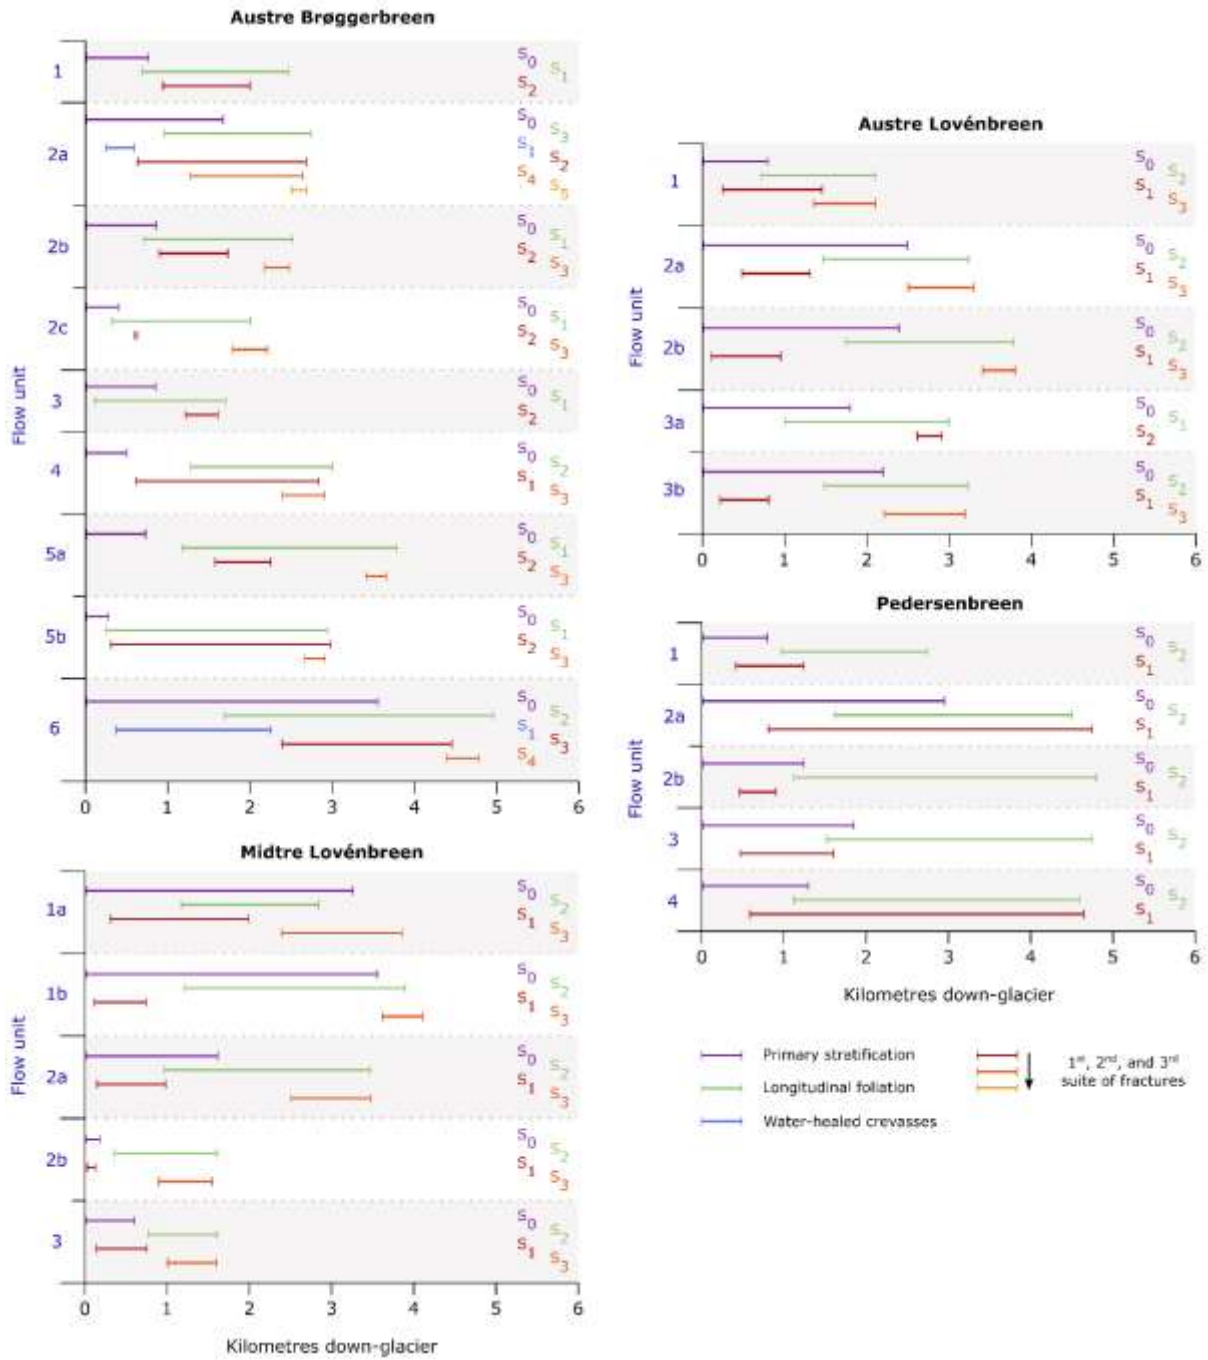 Austre Brøggerbreen
Flow unit
1
S0 S1
S2
2a
S0
S3
S1
S2
S4
S5
2b
S0
S1
S2
S3
2c
S0
S1
S2
S3
3
S0
S1
S2
4
S0
S2
S1
S3
5a
S0
S1
S2
S3
5b
S0
S1
S2
S3
6
S0
S2
S1
S3
S4
0 1 2 3 4 5 6
Midtre Lovénbreen
Flow unit
1a
S0
S2
S1
S3
1b
S0
S2
S1
S3
2a
S0
S2
S1
S3
2b
S0
S2
S1
S3
3
S0
S2
S1
S3
0 1 2 3 4 5 6
Kilometres down-glacier
Austre Lovénbreen
Flow unit
1
S0
S2
S1
S3
2a
S0
S2
S1
S3
2b
S0
S2
S1
S3
3a
S0
S1
S2
3b
S0
S2
S1
S3
0 1 2 3 4 5 6
Pedersenbreen
Flow unit
1
S0
S2
S1
2a
S0
S2
S1
2b
S0
S2
S1
3
S0
S2
S1
4
S0
S2
S1
0 1 2 3 4 5 6
Kilometres down-glacier
Primary stratification
Longitudinal foliation
Water-healed crevasses
1st, 2nd, and 3rd
suite of fractures